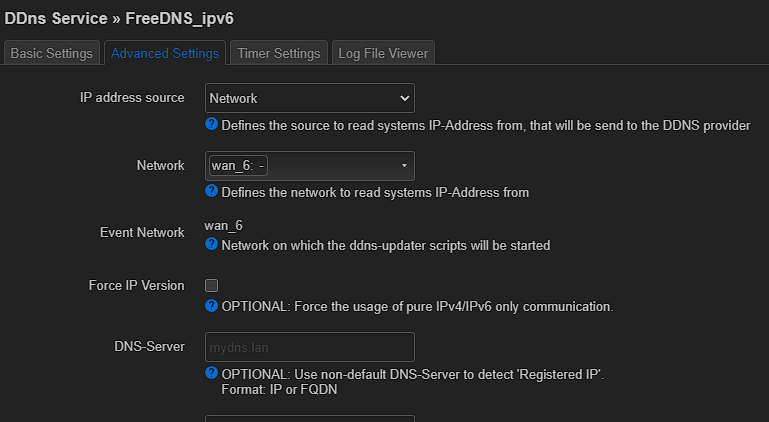 DDns Service » FreeDNS_ipv6
Basic Settings Advanced Settings Timer Settings Log File Viewer
IP address source Network
Defines the source to read systems IP-Address from, that will be send to the DDNS provider
Network wan_6: -
Defines the network to read systems IP-Address from
Event Network wan_6
Network on which the ddns-updater scripts will be started
Force IP Version
OPTIONAL: Force the usage of pure IPv4/IPv6 only communication.
DNS-Server mydns.lan
OPTIONAL: Use non-default DNS-Server to detect 'Registered IP'.
Format: IP or FQDN